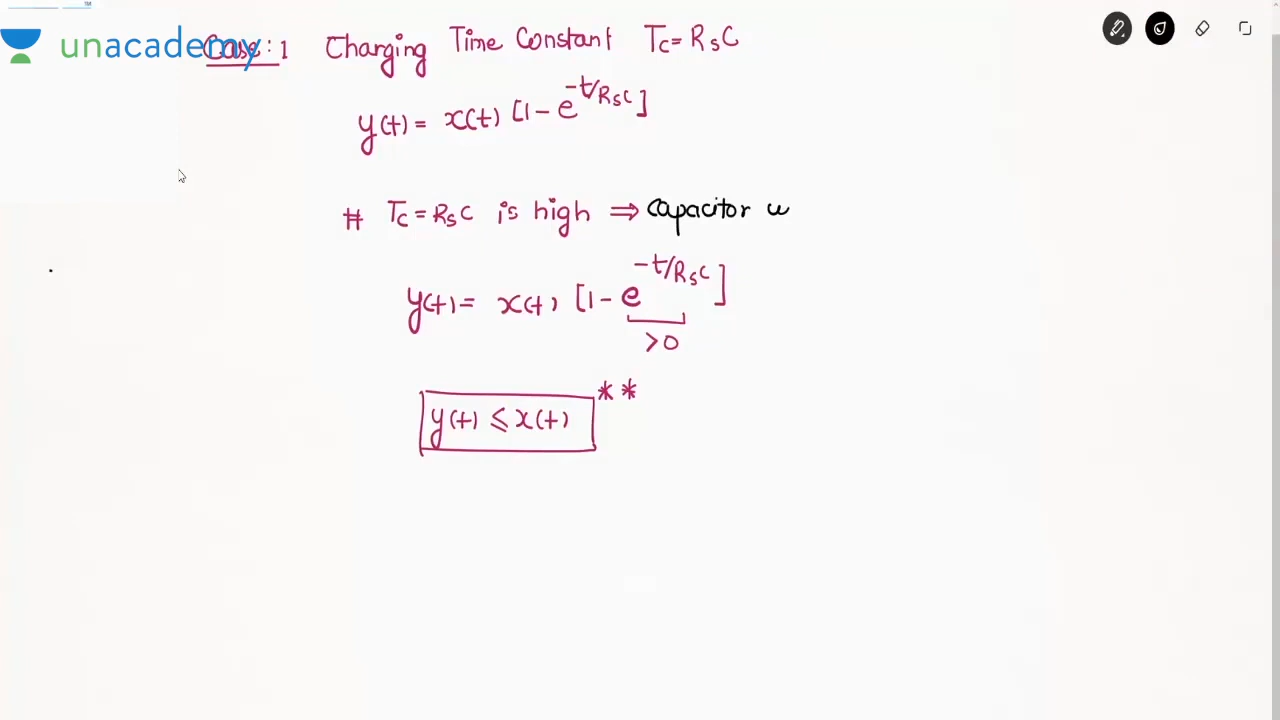 unacademy
Case: 1 Charging Time Constant Tc = RsC
y(t) = x(t) [1 - e^-t/RsC]
# Tc = RsC is high ⇒ capacitor w
y(t) = x(t) [1 - e^-t/RsC]
>0
y(t) ≤ x(t) **